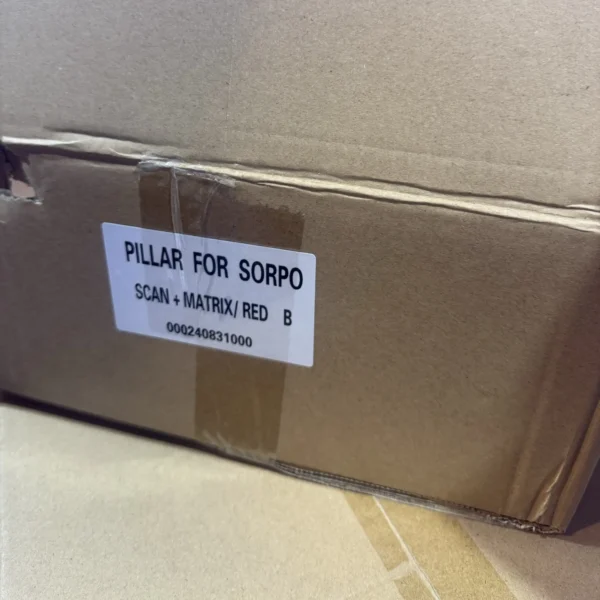 PILLAR FOR SORPO
SCAN + MATRIX/ RED B
000240831000